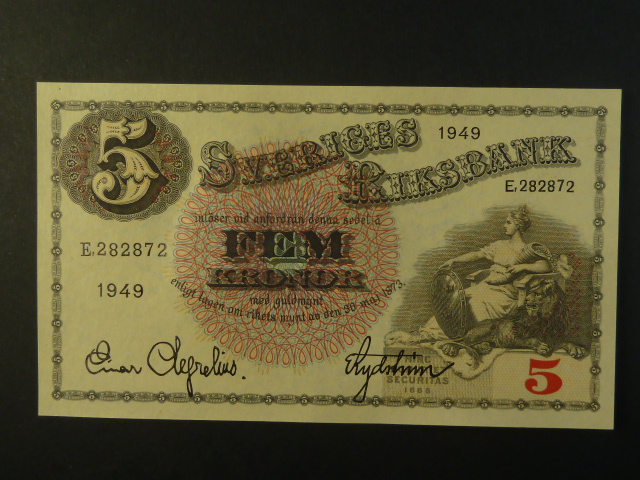 5
SVERIGES
1949
RIKSBANK
E,282872
inlöser vid anfordran denna sedel å
FEM
E,282872
KRONOR
1949
med guldmynt
enligt lagen om rikets mynt av den 30 maj 1873.
Einar
SECURITAS
1668
5